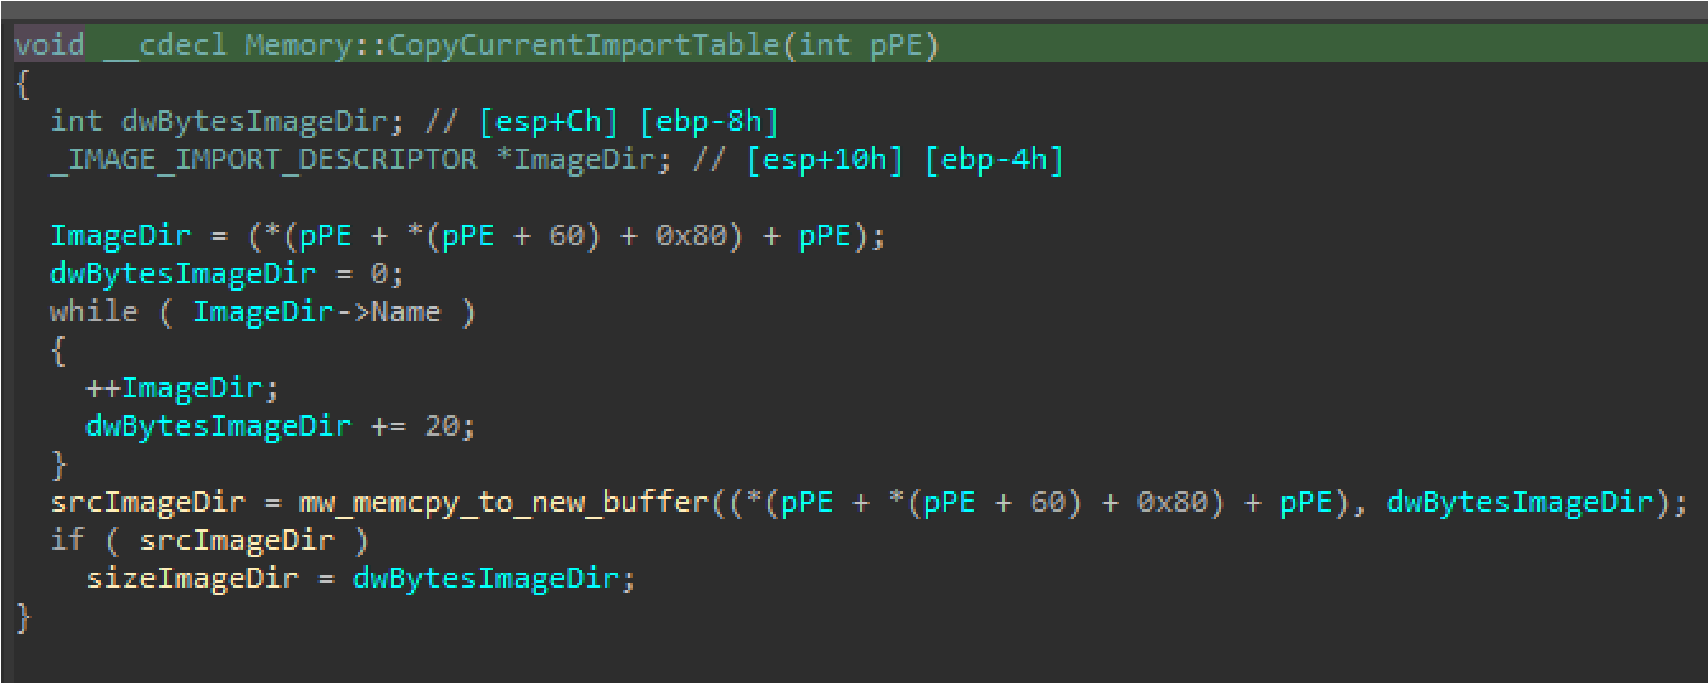 void __cdecl Memory::CopyCurrentImportTable(int pPE)
{
  int dwBytesImageDir; // [esp+Ch] [ebp-8h]
  _IMAGE_IMPORT_DESCRIPTOR *ImageDir; // [esp+10h] [ebp-4h]

  ImageDir = (*(pPE + *(pPE + 60) + 0x80) + pPE);
  dwBytesImageDir = 0;
  while ( ImageDir->Name )
  {
    ++ImageDir;
    dwBytesImageDir += 20;
  }
  srcImageDir = mw_memcpy_to_new_buffer((*(pPE + *(pPE + 60) + 0x80) + pPE), dwBytesImageDir);
  if ( srcImageDir )
    sizeImageDir = dwBytesImageDir;
}